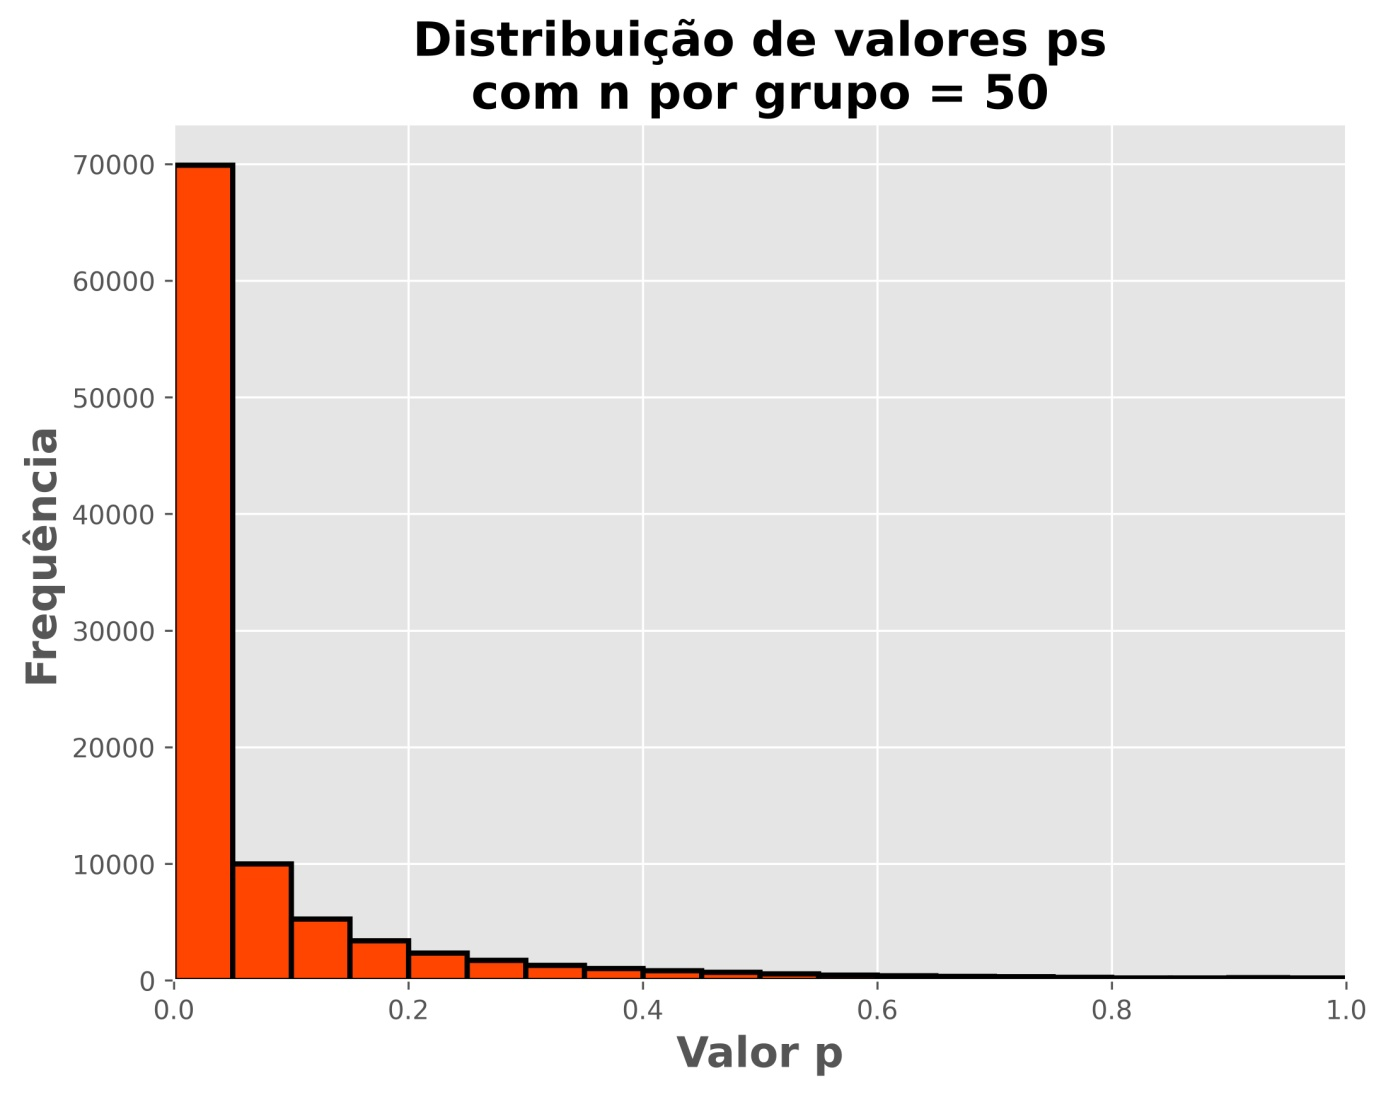 Distribuição de valores ps
com n por grupo = 50
Frequência
70000
60000
50000
40000
30000
20000
10000
0
0.0 0.2 0.4 0.6 0.8 1.0
Valor p